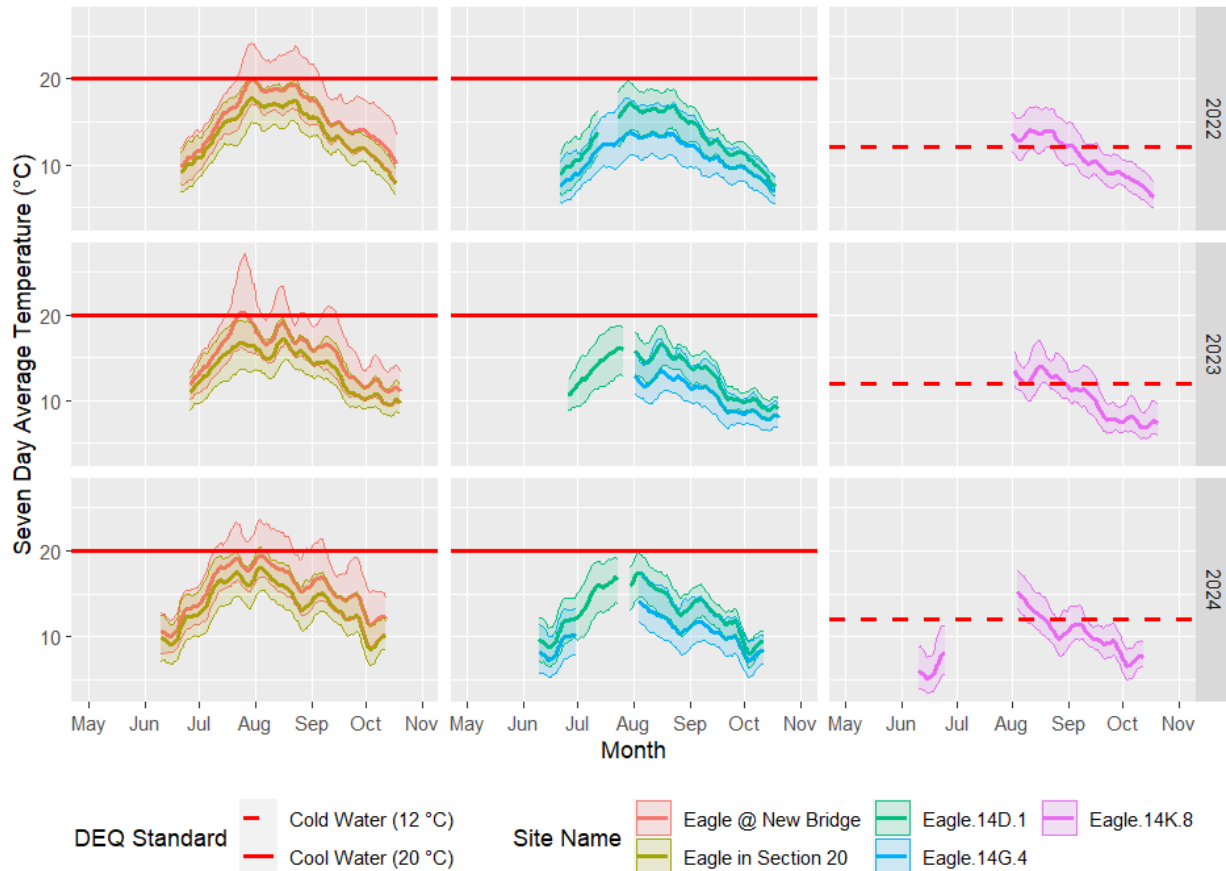 Seven Day Average Temperature (°C)
20
10
2022
20
10
2023
20
10
2024
May Jun Jul Aug Sep Oct Nov May Jun Jul Aug Sep Oct Nov May Jun Jul Aug Sep Oct Nov
Month
DEQ Standard
Cold Water (12 °C)
Cool Water (20 °C)
Site Name
Eagle @ New Bridge
Eagle in Section 20
Eagle.14D.1
Eagle.14G.4
Eagle.14K.8